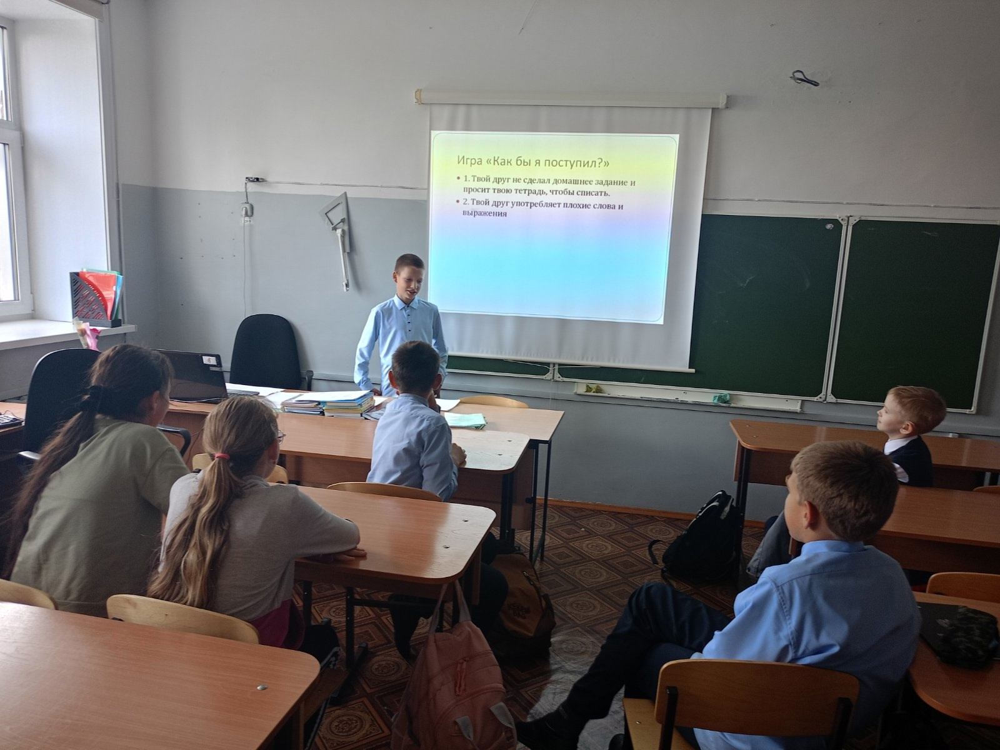 Игра «Как бы я поступил?»
• 1. Твой друг не сделал домашнее задание и
просит твою тетрадь, чтобы списать.
• 2. Твой друг употребляет плохие слова и
выражения